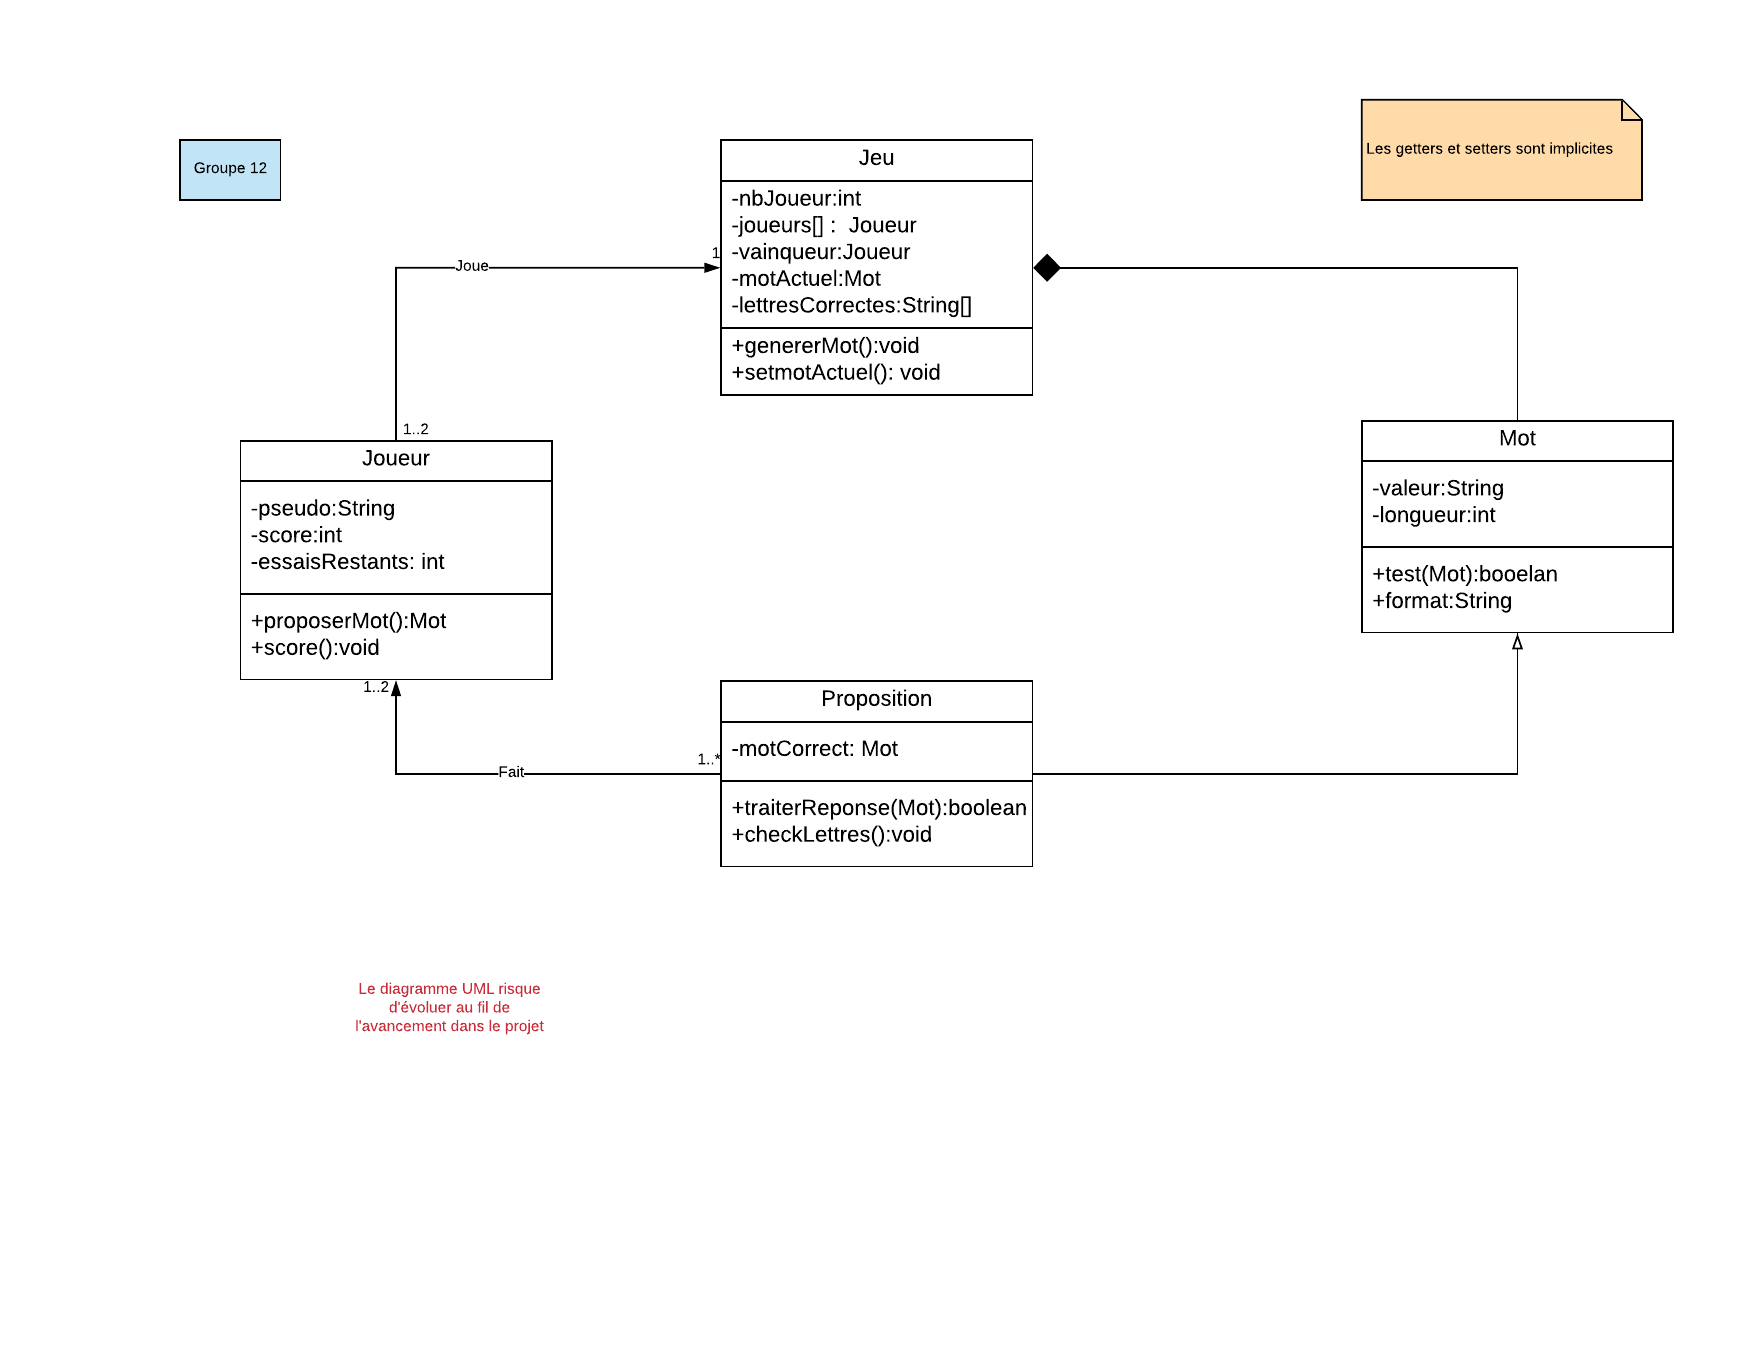 Groupe 12
Les getters et setters sont implicites
Jeu
-nbJoueur:int
-joueurs[] :  Joueur
-vainqueur:Joueur
-motActuel:Mot
-lettresCorrectes:String[]
+genererMot():void
+setmotActuel(): void
Joue
1
1..2
Joueur
-pseudo:String
-score:int
-essaisRestants: int
+proposerMot():Mot
+score():void
Mot
-valeur:String
-longueur:int
+test(Mot):booelan
+format:String
1..2
Fait
1..*
Proposition
-motCorrect: Mot
+traiterReponse(Mot):boolean
+checkLettres():void
Le diagramme UML risque
d'évoluer au fil de
l'avancement dans le projet